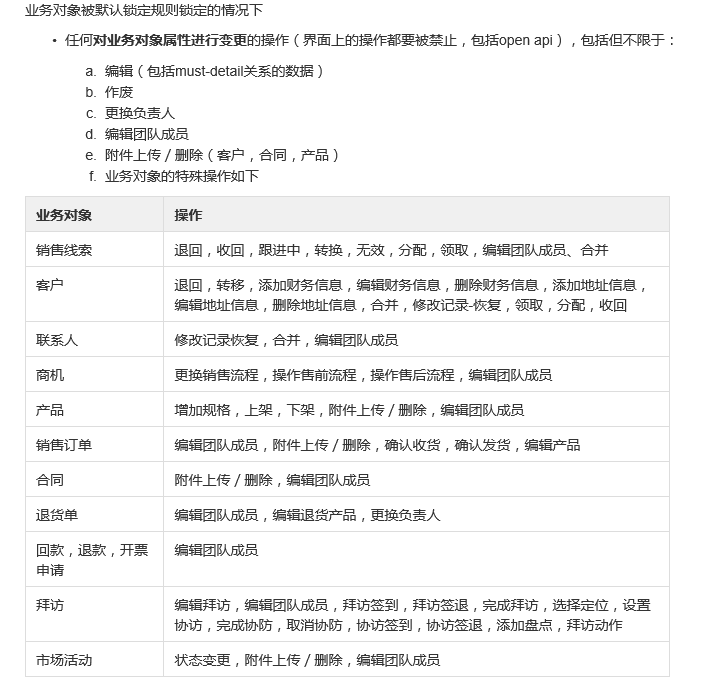 业务对象被默认锁定规则锁定的情况下
• 任何对业务对象属性进行变更的操作（界面上的操作都要被禁止，包括open api），包括但不限于：
a. 编辑（包括must-detail关系的数据）
b. 作废
c. 更换负责人
d. 编辑团队成员
e. 附件上传 / 删除（客户，合同，产品）
f. 业务对象的特殊操作如下
业务对象 操作
销售线索 退回，收回，跟进中，转换，无效，分配，领取，编辑团队成员、合并
客户 退回，转移，添加财务信息，编辑财务信息，删除财务信息，添加地址信息，
编辑地址信息，删除地址信息，合并，修改记录-恢复，领取，分配，收回
联系人 修改记录恢复，合并，编辑团队成员
商机 更换销售流程，操作售前流程，操作售后流程，编辑团队成员
产品 增加规格，上架，下架，附件上传 / 删除，编辑团队成员
销售订单 编辑团队成员，附件上传 / 删除，确认收货，确认发货，编辑产品
合同 附件上传 / 删除，编辑团队成员
退货单 编辑团队成员，编辑退货产品，更换负责人
回款，退款，开票 编辑团队成员
申请
拜访 编辑拜访，编辑团队成员，拜访签到，拜访签退，完成拜访，选择定位，设置
协访，完成协防，取消协防，协访签到，协访签退，添加盘点，拜访动作
市场活动 状态变更，附件上传 / 删除，编辑团队成员